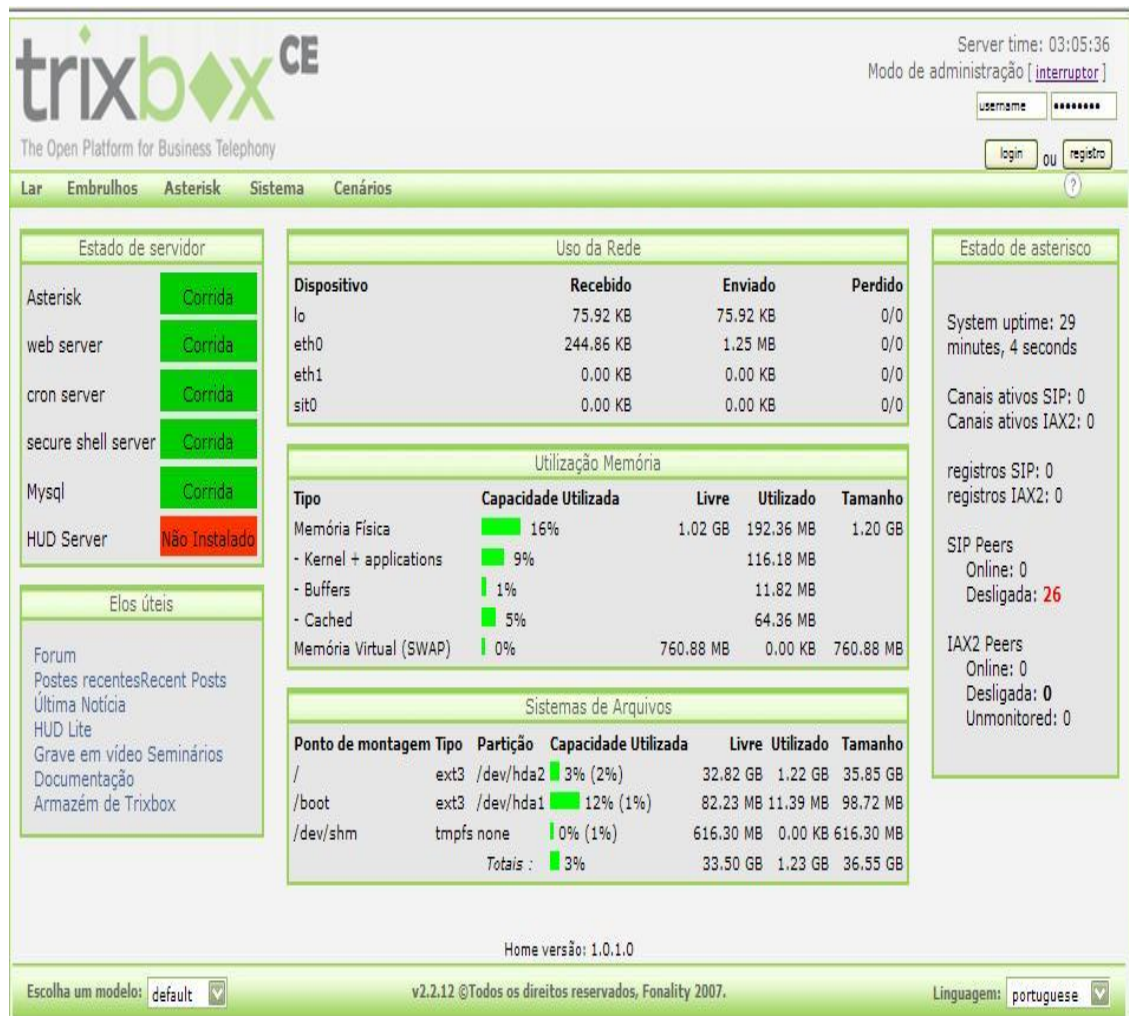 trixbox CE
The Open Platform for Business Telephony
Server time: 03:05:36
Modo de administração [ interruptor ]
username ••••••••
login ou registro
?
Lar Embrulhos Asterisk Sistema Cenários
Estado de servidor
Asterisk Corrida
web server Corrida
cron server Corrida
secure shell server Corrida
Mysql Corrida
HUD Server Não Instalado
Elos úteis
Forum
Postes recentesRecent Posts
Última Notícia
HUD Lite
Grave em vídeo Seminários
Documentação
Armazém de Trixbox
Uso da Rede
Dispositivo Recebido Enviado Perdido
lo 75.92 KB 75.92 KB 0/0
eth0 244.86 KB 1.25 MB 0/0
eth1 0.00 KB 0.00 KB 0/0
sit0 0.00 KB 0.00 KB 0/0
Utilização Memória
Tipo Capacidade Utilizada Livre Utilizado Tamanho
Memória Física 16% 1.02 GB 192.36 MB 1.20 GB
- Kernel + applications 9% 116.18 MB
- Buffers 1% 11.82 MB
- Cached 5% 64.36 MB
Memória Virtual (SWAP) 0% 760.88 MB 0.00 KB 760.88 MB
Sistemas de Arquivos
Ponto de montagem Tipo Partição Capacidade Utilizada Livre Utilizado Tamanho
/ ext3 /dev/hda2 3% (2%) 32.82 GB 1.22 GB 35.85 GB
/boot ext3 /dev/hda1 12% (1%) 82.23 MB 11.39 MB 98.72 MB
/dev/shm tmpfs none 0% (1%) 616.30 MB 0.00 KB 616.30 MB
Totais : 3% 33.50 GB 1.23 GB 36.55 GB
Estado de asterisco
System uptime: 29
minutes, 4 seconds
Canais ativos SIP: 0
Canais ativos IAX2: 0
registros SIP: 0
registros IAX2: 0
SIP Peers
Online: 0
Desligada: 26
IAX2 Peers
Online: 0
Desligada: 0
Unmonitored: 0
Home versão: 1.0.1.0
Escolha um modelo: default
v2.2.12 ©Todos os direitos reservados, Fonality 2007.
Linguagem: portuguese